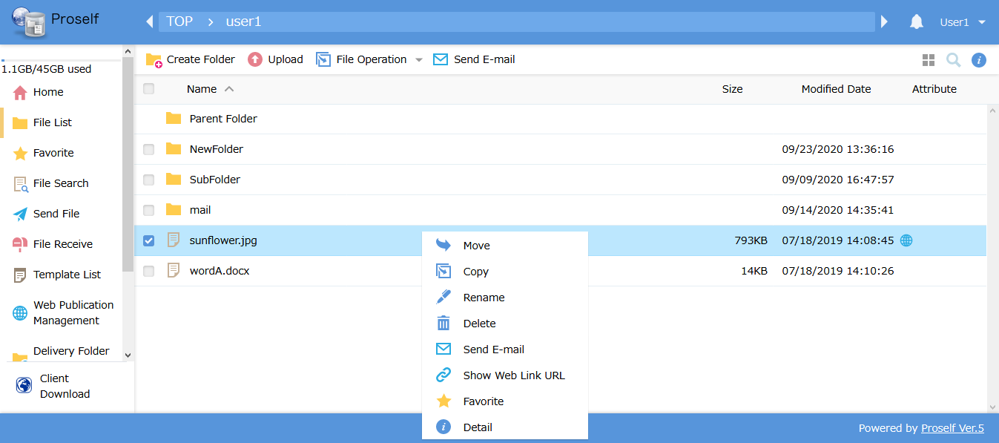 Proself
TOP > user1
User1
1.1GB/45GB used
Home
File List
Favorite
File Search
Send File
File Receive
Template List
Web Publication
Management
Delivery Folder
Client
Download
Create Folder Upload File Operation Send E-mail
Name Size Modified Date Attribute
Parent Folder
NewFolder 09/23/2020 13:36:16
SubFolder 09/09/2020 16:47:57
mail 09/14/2020 14:35:41
sunflower.jpg 793KB 07/18/2019 14:08:45
wordA.docx 14KB 07/18/2019 14:10:26
Move
Copy
Rename
Delete
Send E-mail
Show Web Link URL
Favorite
Detail
Powered by Proself Ver.5